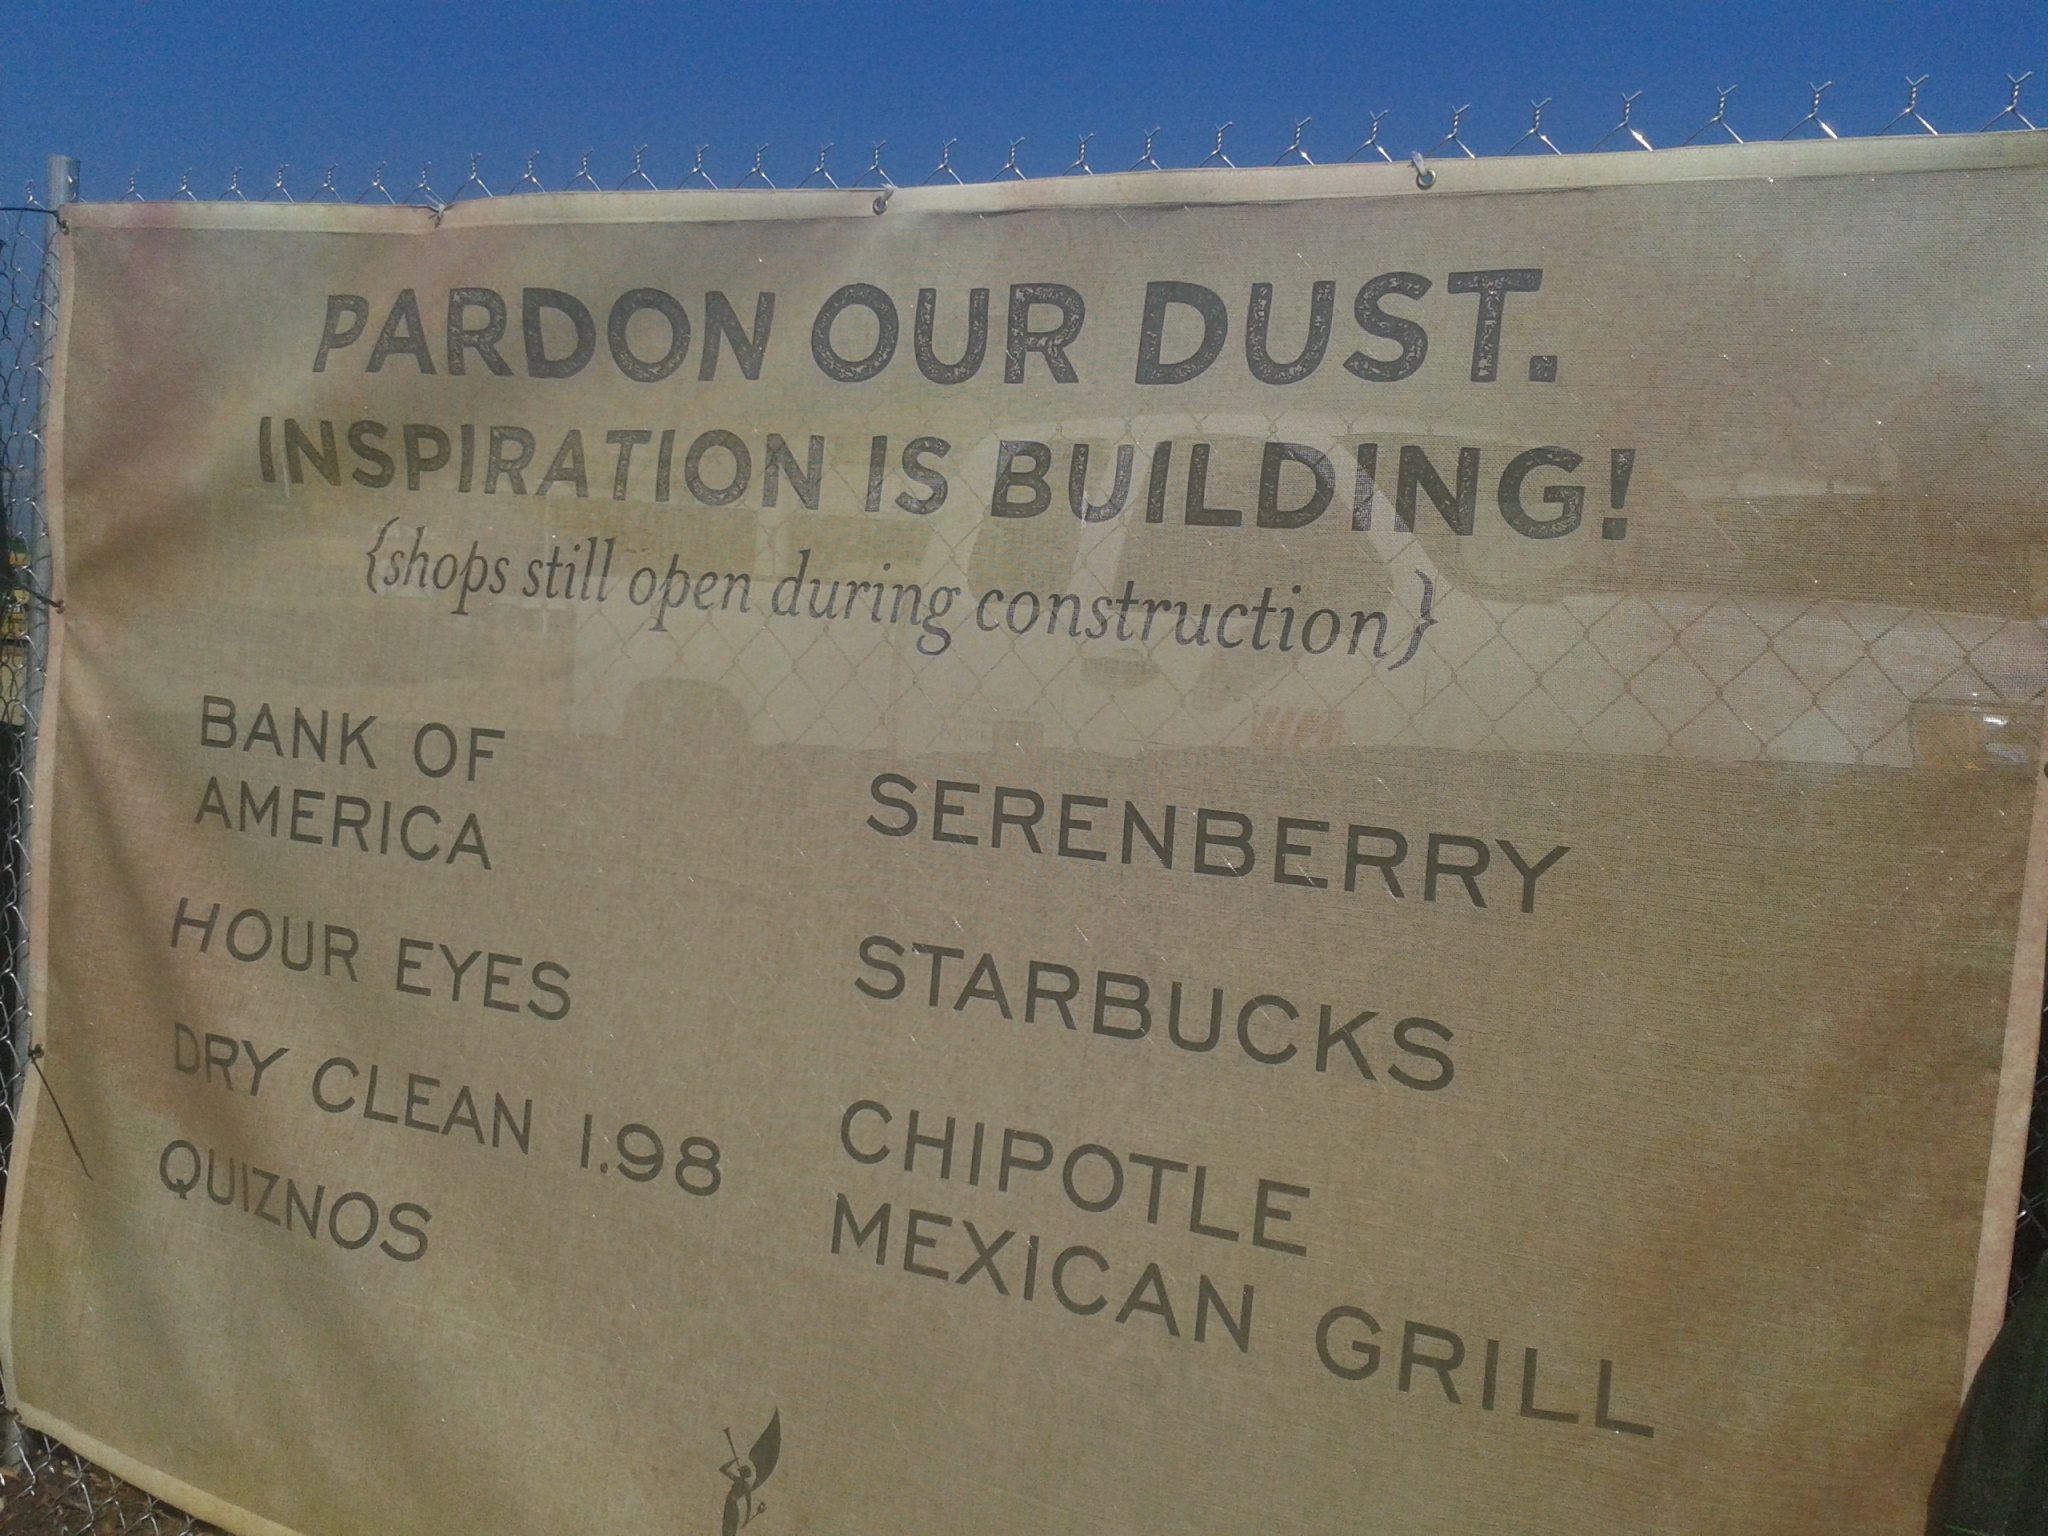 PARDON OUR DUST.
INSPIRATION IS BUILDING!
{shops still open during construction}
BANK OF
AMERICA
HOUR EYES
DRY CLEAN 1.98
QUIZNOS
SERENBERRY
STARBUCKS
CHIPOTLE
MEXICAN GRILL